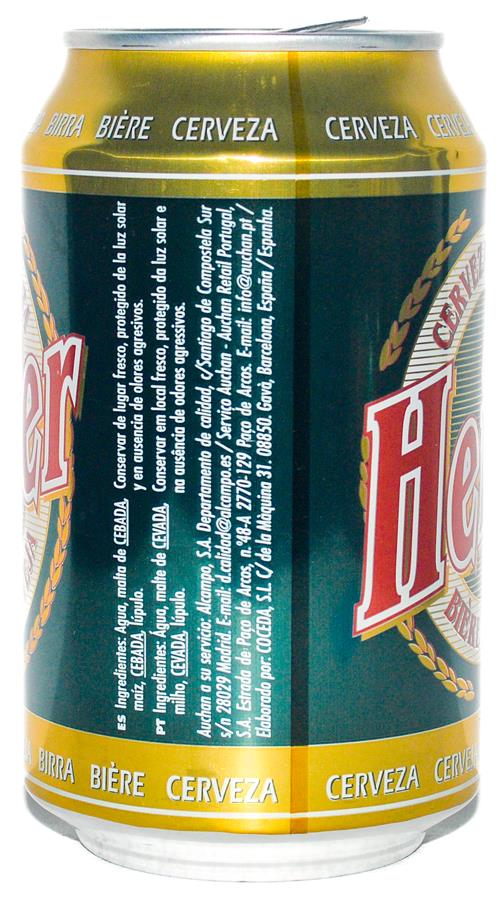 BIRRA BIÈRE CERVEZA CERVEZA
ES Ingredientes: Agua, malta de CEBADA, maíz, CEBADA, lúpulo.
Conservar de lugar fresco, protegido de la luz solar
y en ausencia de olores agresivos.
PT Ingredientes: Água, malte de CEVADA,
milho, CEVADA, lúpulo.
Conservar em local fresco, protegido da luz solar e
na ausência de odores agressivos.
Auchan a su servicio: Alcampo, S.A. Departamento de calidad, c/Santiago de Compostela Sur
s/n 28029 Madrid. E-mail: d.calidad@alcampo.es / Serviço Auchan - Auchan Retail Portugal,
S.A. Estrada de Paço de Arcos, n.º48-A 2770-129 Paço de Arcos. E-mail: info@auchan.pt /
Elaborado por: COCEDA, S.L. C/ de la Màquina 31. 08850. Gavà, Barcelona, España / Espanha.
er
He
CERVEZ
BIRRA BIÈRE CERVEZA CERVEZA